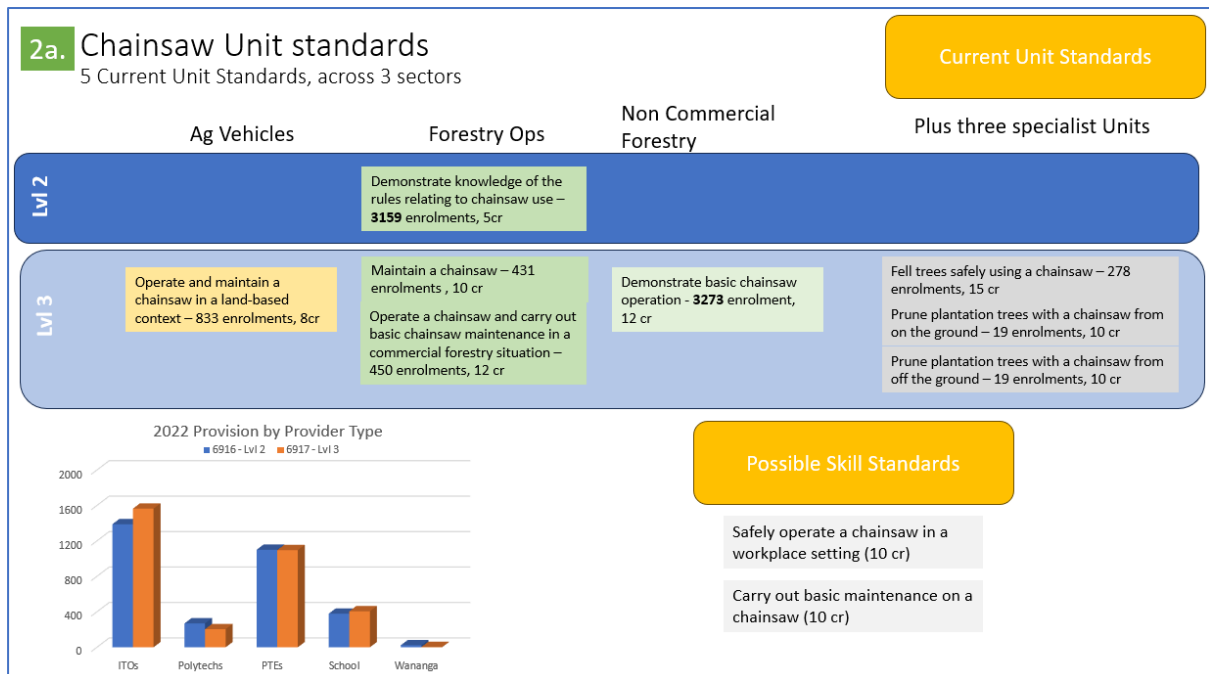 2a.
Chainsaw Unit standards
5 Current Unit Standards, across 3 sectors
Current Unit Standards
Ag Vehicles
Forestry Ops
Non Commercial
Forestry
Plus three specialist Units
Lvl 2
Demonstrate knowledge of the
rules relating to chainsaw use –
3159 enrolments, 5cr
Lvl 3
Operate and maintain a
chainsaw in a land-based
context – 833 enrolments, 8cr
Maintain a chainsaw – 431
enrolments , 10 cr
Operate a chainsaw and carry out
basic chainsaw maintenance in a
commercial forestry situation –
450 enrolments, 12 cr
Demonstrate basic chainsaw
operation - 3273 enrolment,
12 cr
Fell trees safely using a chainsaw – 278
enrolments, 15 cr
Prune plantation trees with a chainsaw from
on the ground – 19 enrolments, 10 cr
Prune plantation trees with a chainsaw from
off the ground – 19 enrolments, 10 cr
2022 Provision by Provider Type
6916 - Lvl 2 6917 - Lvl 3
2000
1600
1200
800
400
0
ITOs Polytechs PTEs School Wananga
Possible Skill Standards
Safely operate a chainsaw in a
workplace setting (10 cr)
Carry out basic maintenance on a
chainsaw (10 cr)